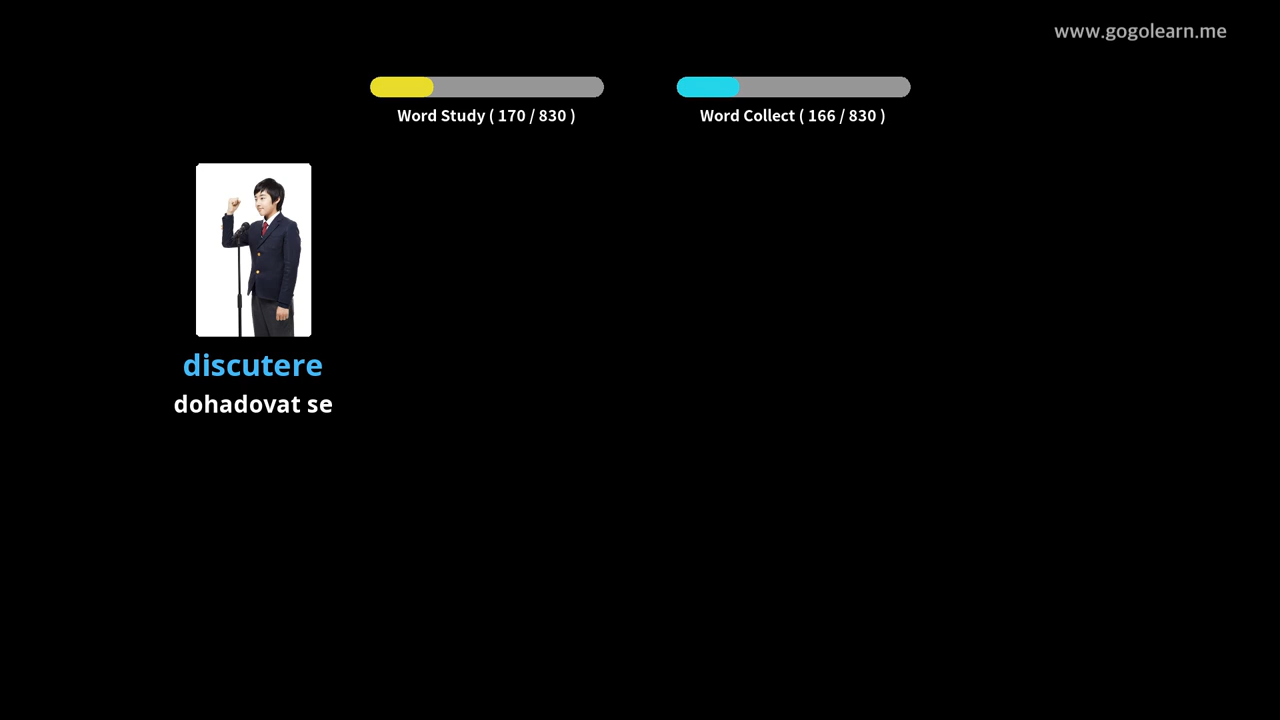 www.gogolearn.me
Word Study ( 170 / 830 )
Word Collect ( 166 / 830 )
discutere
dohadovat se